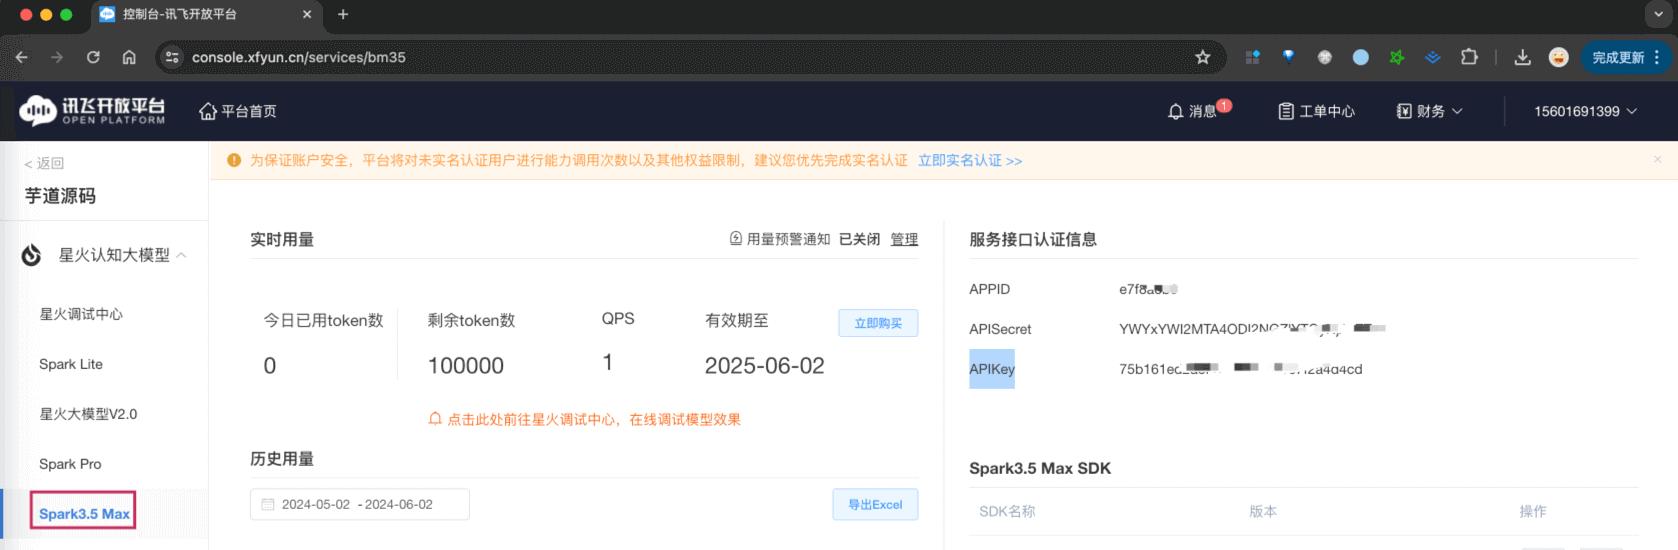 控制台-讯飞开放平台
console.xfyun.cn/services/bm35
完成更新
讯飞开放平台
OPEN PLATFORM
平台首页
消息 1
工单中心
财务
15601691399
< 返回
芋道源码
为保证账户安全，平台将对未实名认证用户进行能力调用次数以及其他权益限制，建议您优先完成实名认证 立即实名认证 >>
星火认知大模型
星火调试中心
Spark Lite
星火大模型V2.0
Spark Pro
Spark3.5 Max
实时用量
用量预警通知 已关闭 管理
今日已用token数
0
剩余token数
100000
QPS
1
有效期至
2025-06-02
立即购买
点击此处前往星火调试中心，在线调试模型效果
历史用量
2024-05-02 - 2024-06-02
导出Excel
服务接口认证信息
APPID
APISecret
APIKey
Spark3.5 Max SDK
SDK名称 版本 操作